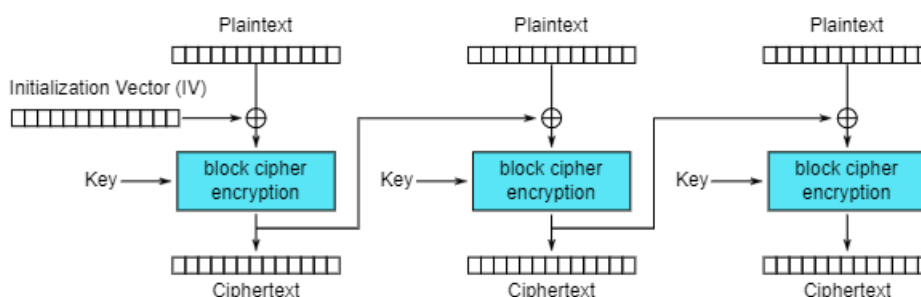 Plaintext
Plaintext
Plaintext
Initialization Vector (IV)
Key
block cipher
encryption
Key
block cipher
encryption
Key
block cipher
encryption
Ciphertext
Ciphertext
Ciphertext